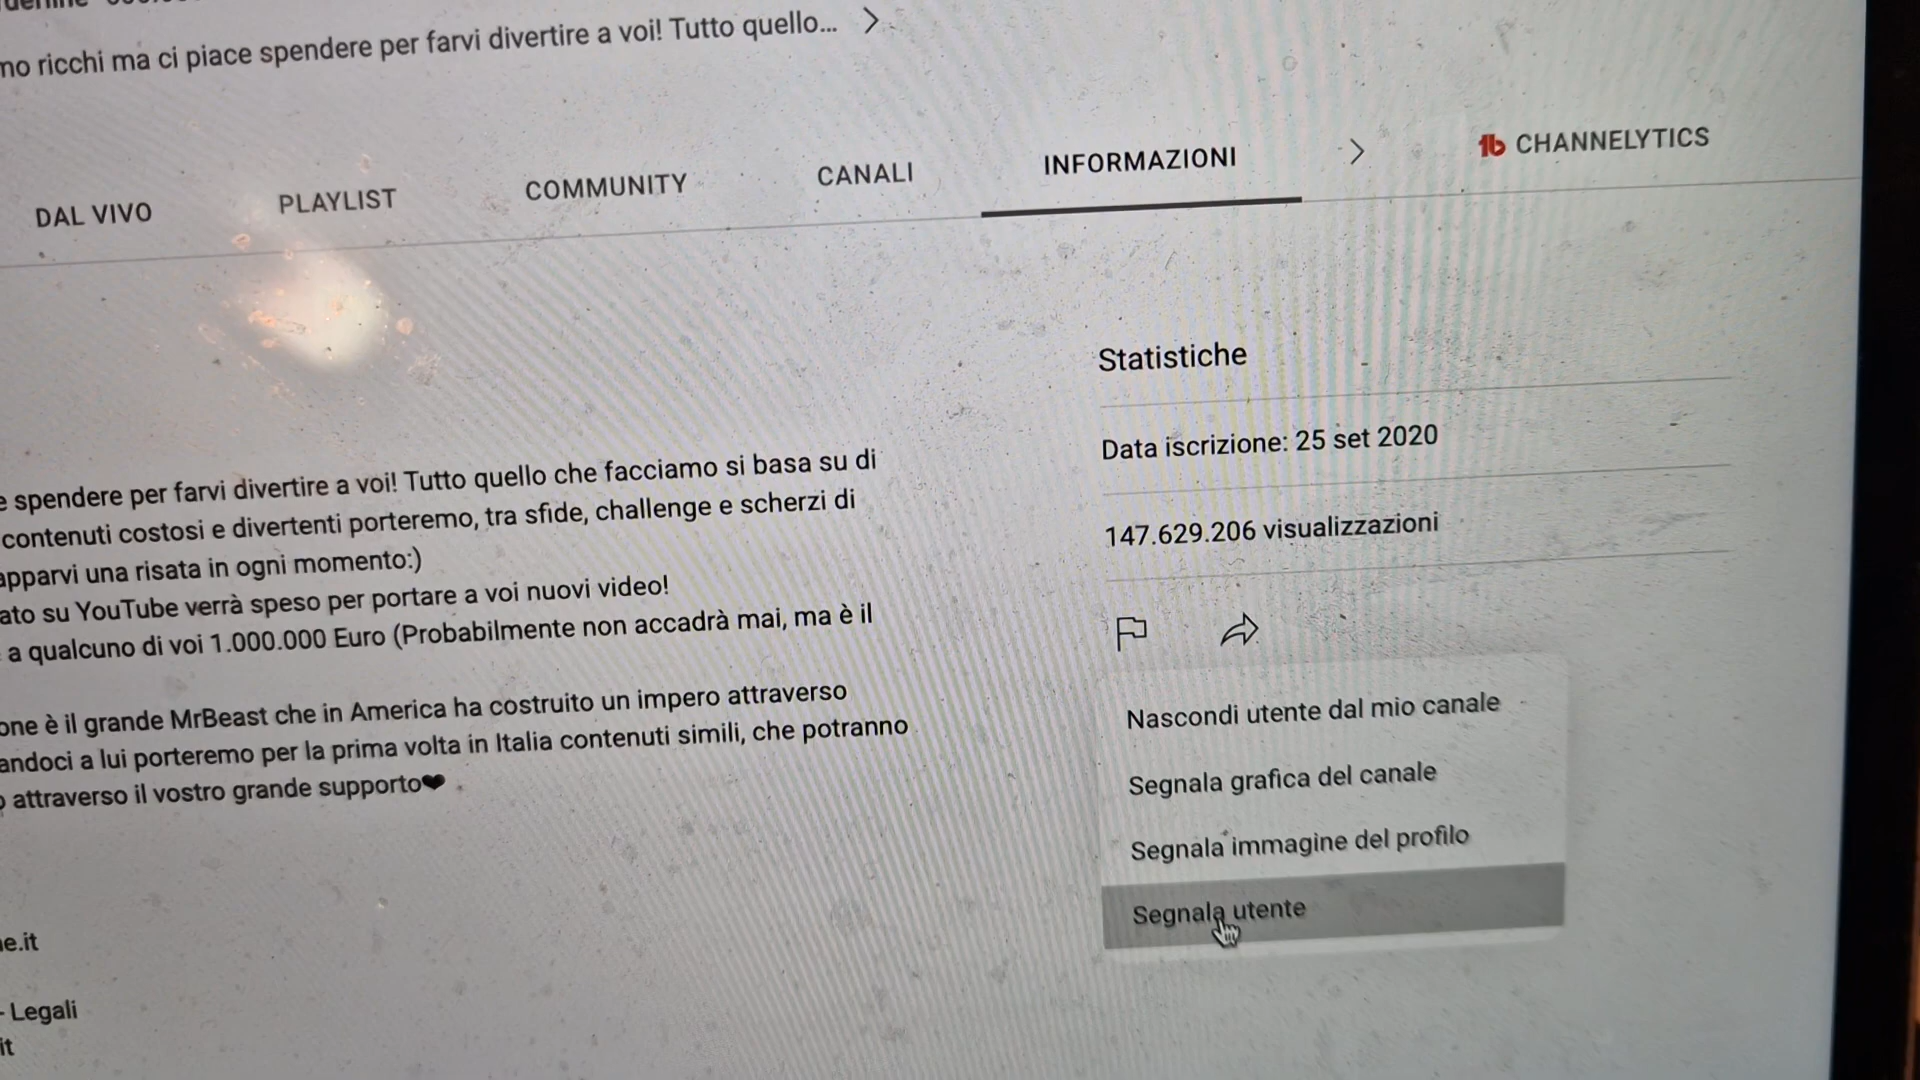 no ricchi ma ci piace spendere per farvi divertire a voi! Tutto quello...
DAL VIVO
PLAYLIST
COMMUNITY
CANALI
INFORMAZIONI
CHANNELYTICS
e spendere per farvi divertire a voi! Tutto quello che facciamo si basa su di
contenuti costosi e divertenti porteremo, tra sfide, challenge e scherzi di
apparvi una risata in ogni momento:)
ato su YouTube verrà speso per portare a voi nuovi video!
a qualcuno di voi 1.000.000 Euro (Probabilmente non accadrà mai, ma è il
one è il grande MrBeast che in America ha costruito un impero attraverso
andoci a lui porteremo per la prima volta in Italia contenuti simili, che potranno
attraverso il vostro grande supporto❤
e.it
- Legali
it
Statistiche
Data iscrizione: 25 set 2020
147.629.206 visualizzazioni
Nascondi utente dal mio canale
Segnala grafica del canale
Segnala immagine del profilo
Segnala utente